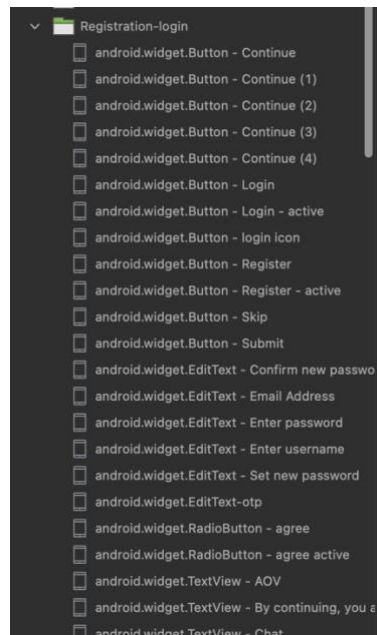 Registration-login
android.widget.Button - Continue
android.widget.Button - Continue (1)
android.widget.Button - Continue (2)
android.widget.Button - Continue (3)
android.widget.Button - Continue (4)
android.widget.Button - Login
android.widget.Button - Login - active
android.widget.Button - login icon
android.widget.Button - Register
android.widget.Button - Register - active
android.widget.Button - Skip
android.widget.Button - Submit
android.widget.EditText - Confirm new passwo
android.widget.EditText - Email Address
android.widget.EditText - Enter password
android.widget.EditText - Enter username
android.widget.EditText - Set new password
android.widget.EditText-otp
android.widget.RadioButton - agree
android.widget.RadioButton - agree active
android.widget.TextView - AOV
android.widget.TextView - By continuing, you a
android.widget.TextView - Chat